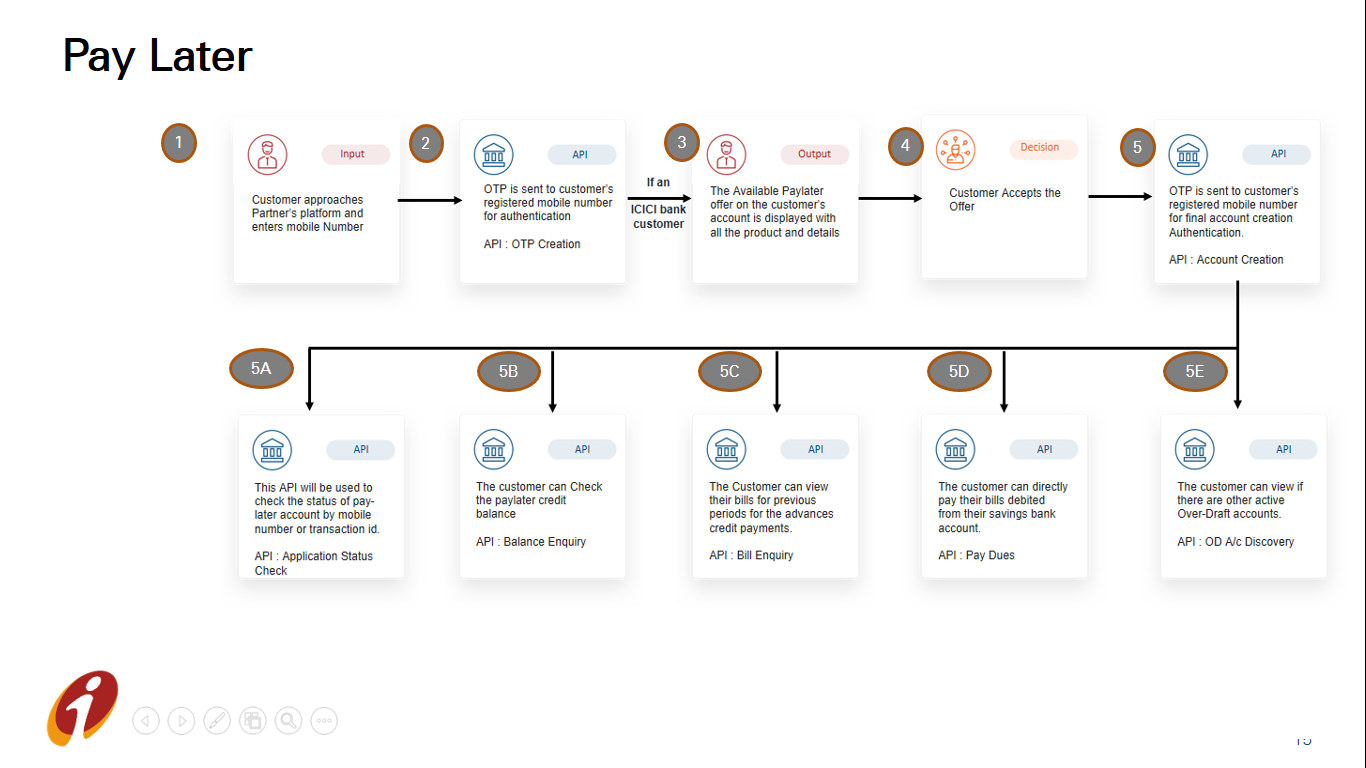 Pay Later
1
Input
Customer approaches
Partner's platform and
enters mobile Number
2
API
OTP is sent to customer's
registered mobile number
for authentication
API : OTP Creation
If an
ICICI bank
customer
3
Output
The Available Paylater
offer on the customer's
account is displayed with
all the product and details
4
Decision
Customer Accepts the
Offer
5
API
OTP is sent to customer's
registered mobile number
for final account creation
Authentication.
API : Account Creation
5A
API
This API will be used to
check the status of pay-
later account by mobile
number or transaction id.
API : Application Status
Check
5B
API
The customer can Check
the paylater credit
balance
API : Balance Enquiry
5C
API
The Customer can view
their bills for previous
periods for the advances
credit payments.
API : Bill Enquiry
5D
API
The customer can directly
pay their bills debited
from their savings bank
account.
API : Pay Dues
5E
API
The customer can view if
there are other active
Over-Draft accounts.
API : OD A/c Discovery